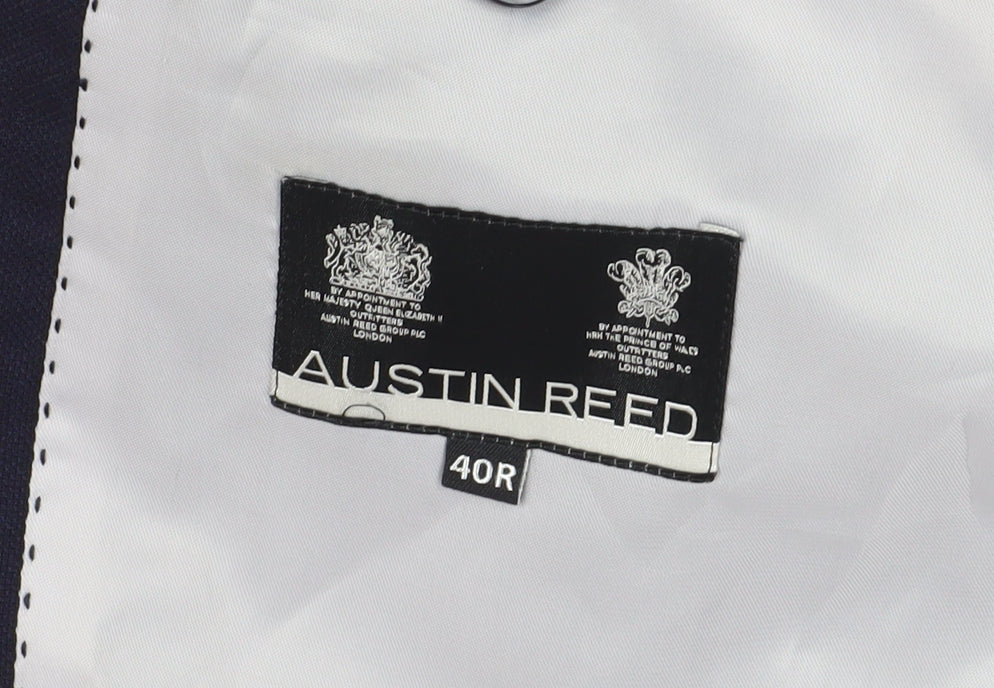 BY APPOINTMENT TO
HER MAJESTY QUEEN ELIZABETH II
OUTFITTERS
AUSTIN REED GROUP PLC
LONDON
BY APPOINTMENT TO
HRH THE PRINCE OF WALES
OUTFITTERS
AUSTIN REED GROUP PLC
LONDON
AUSTIN REED
40R